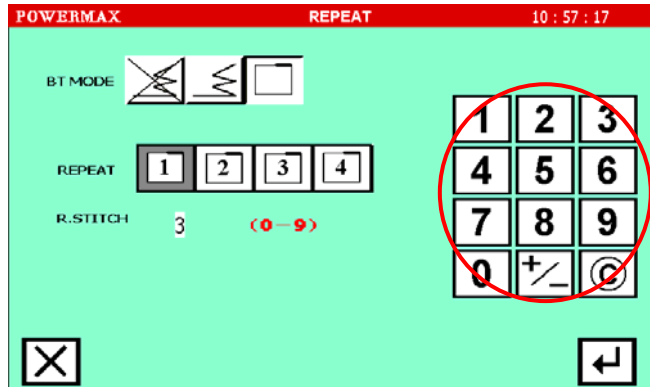 POWERMAX REPEAT 10 : 57 : 17
BT MODE
1 2 3
REPEAT 1 2 3 4
4 5 6
R.STITCH 3 (0-9)
7 8 9
0 +/- C